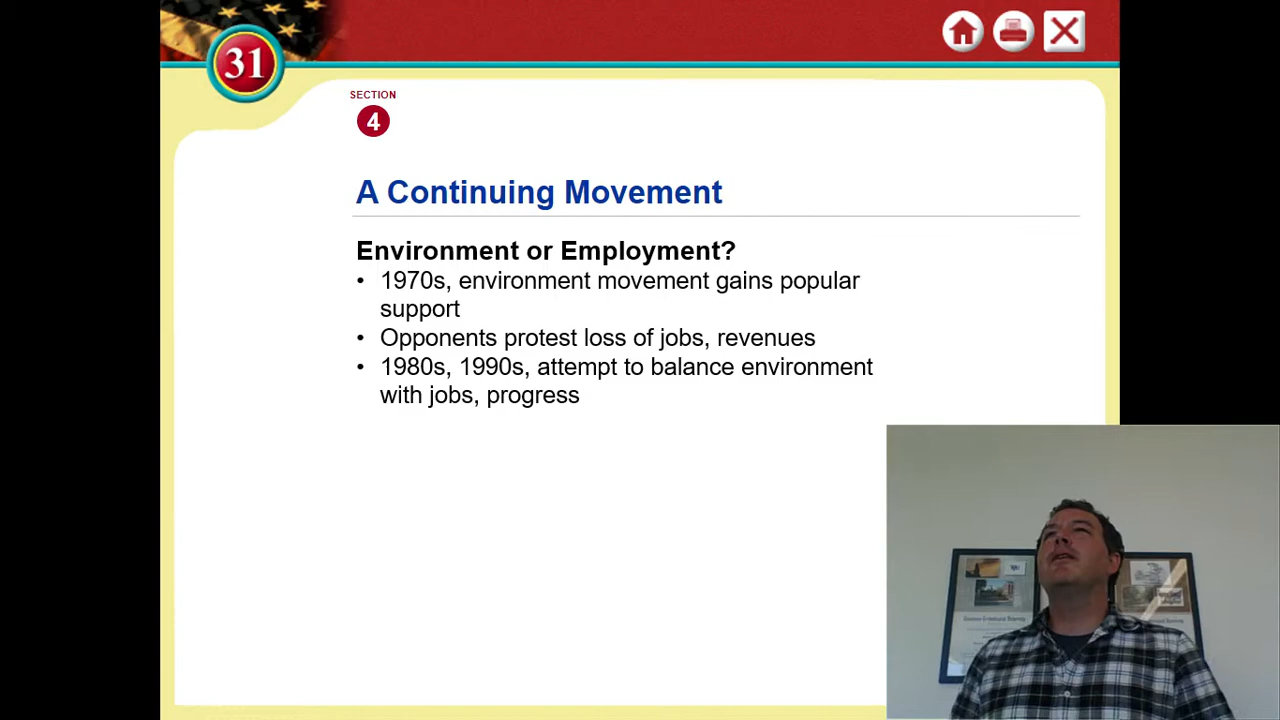 31
SECTION
4
A Continuing Movement
Environment or Employment?
• 1970s, environment movement gains popular
support
• Opponents protest loss of jobs, revenues
• 1980s, 1990s, attempt to balance environment
with jobs, progress